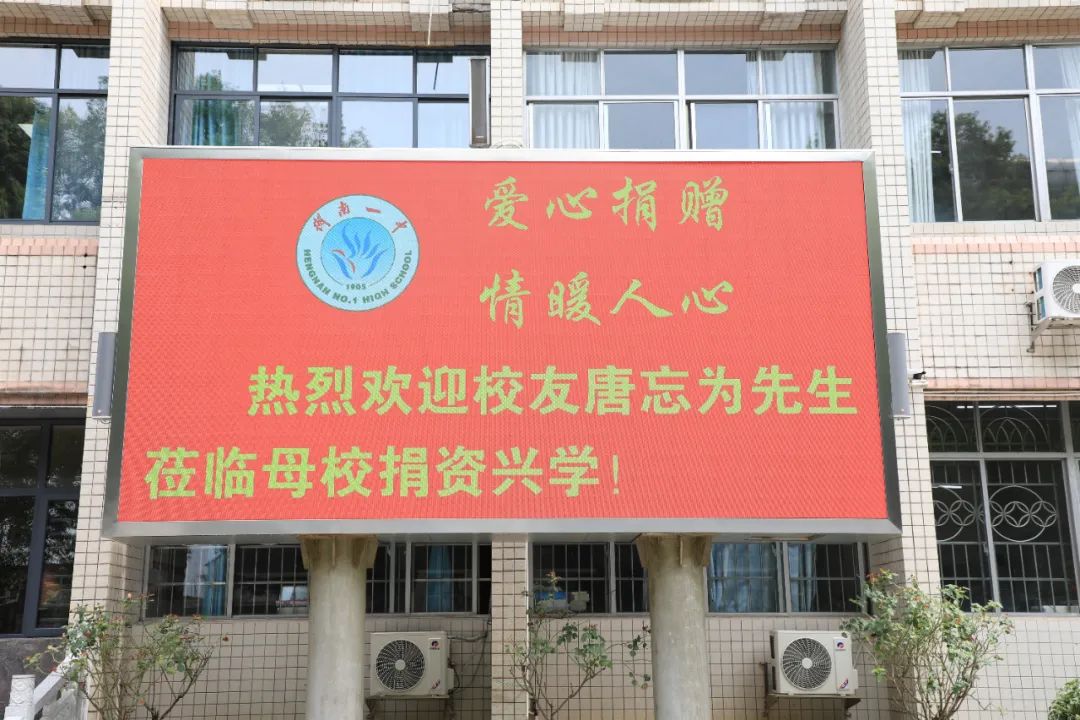 爱心捐赠
情暖人心
衡南一中
HENGNAN NO.1 HIGH SCHOOL
1905
热烈欢迎校友唐忘为先生
莅临母校捐资兴学！